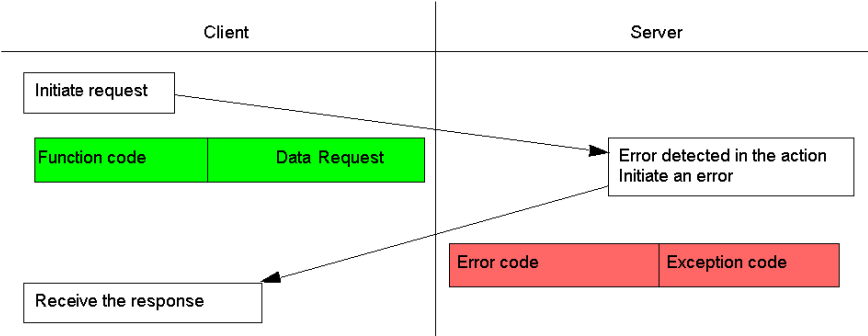 Client
Server
Initiate request
Function code
Data Request
Error detected in the action
Initiate an error
Error code
Exception code
Receive the response